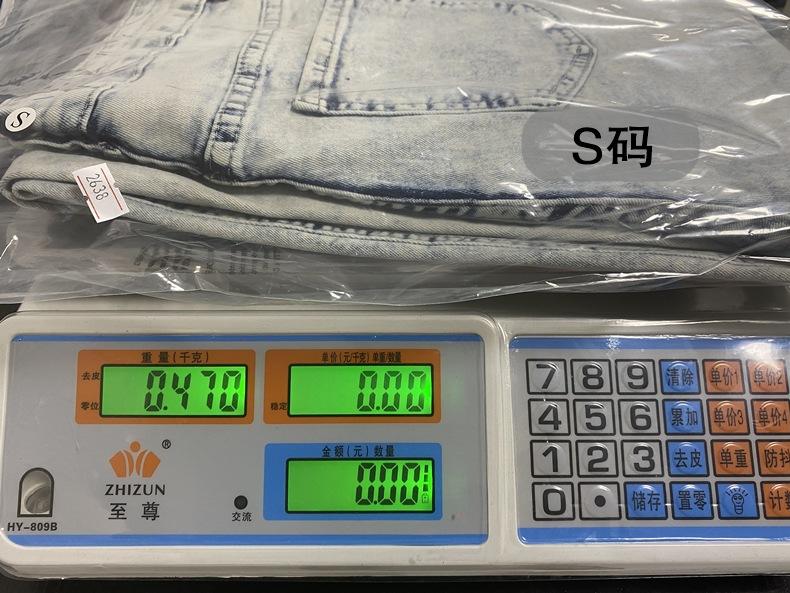 S
S码
2638
重量(千克)
单价(元/千克)单重/数量
去皮
0.470
0.00
零位
稳定
金额(元)数量
0.00
®
ZHIZUN
至尊
交流
HY-809B
7 8 9 清除 单价1 单价2
4 5 6 累加 单价3 单价4
1 2 3 去皮 单重 防抖
0 . 储存 置零 计数